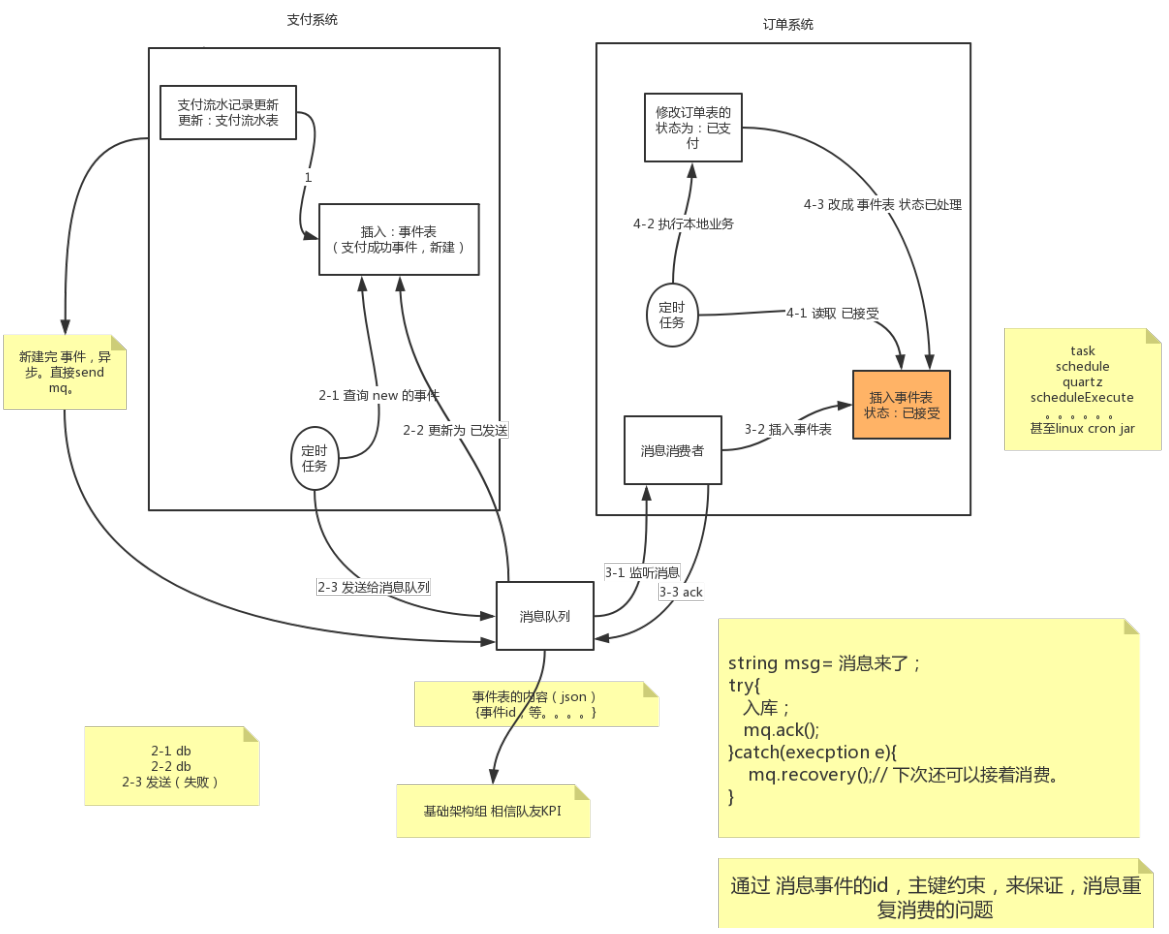 支付系统
订单系统
支付流水记录更新
更新：支付流水表
1
插入：事件表
（支付成功事件，新建）
新建完 事件，异
步。直接send
mq。
2-1 查询 new 的事件
2-2 更新为 已发送
定时
任务
2-3 发送给消息队列
修改订单表的
状态为：已支
付
4-2 执行本地业务
4-3 改成 事件表 状态已处理
定时
任务
4-1 读取 已接受
插入事件表
状态：已接受
消息消费者
3-2 插入事件表
3-1 监听消息
3-3 ack
消息队列
task
schedule
quartz
scheduleExecute
。。。。。。
甚至linux cron jar
事件表的内容（json）
{事件id，等。。。。}
2-1 db
2-2 db
2-3 发送（失败）
基础架构组 相信队友KPI
string msg= 消息来了；
try{
入库；
mq.ack();
}catch(execption e){
mq.recovery();// 下次还可以接着消费。
}
通过 消息事件的id，主键约束，来保证，消息重
复消费的问题